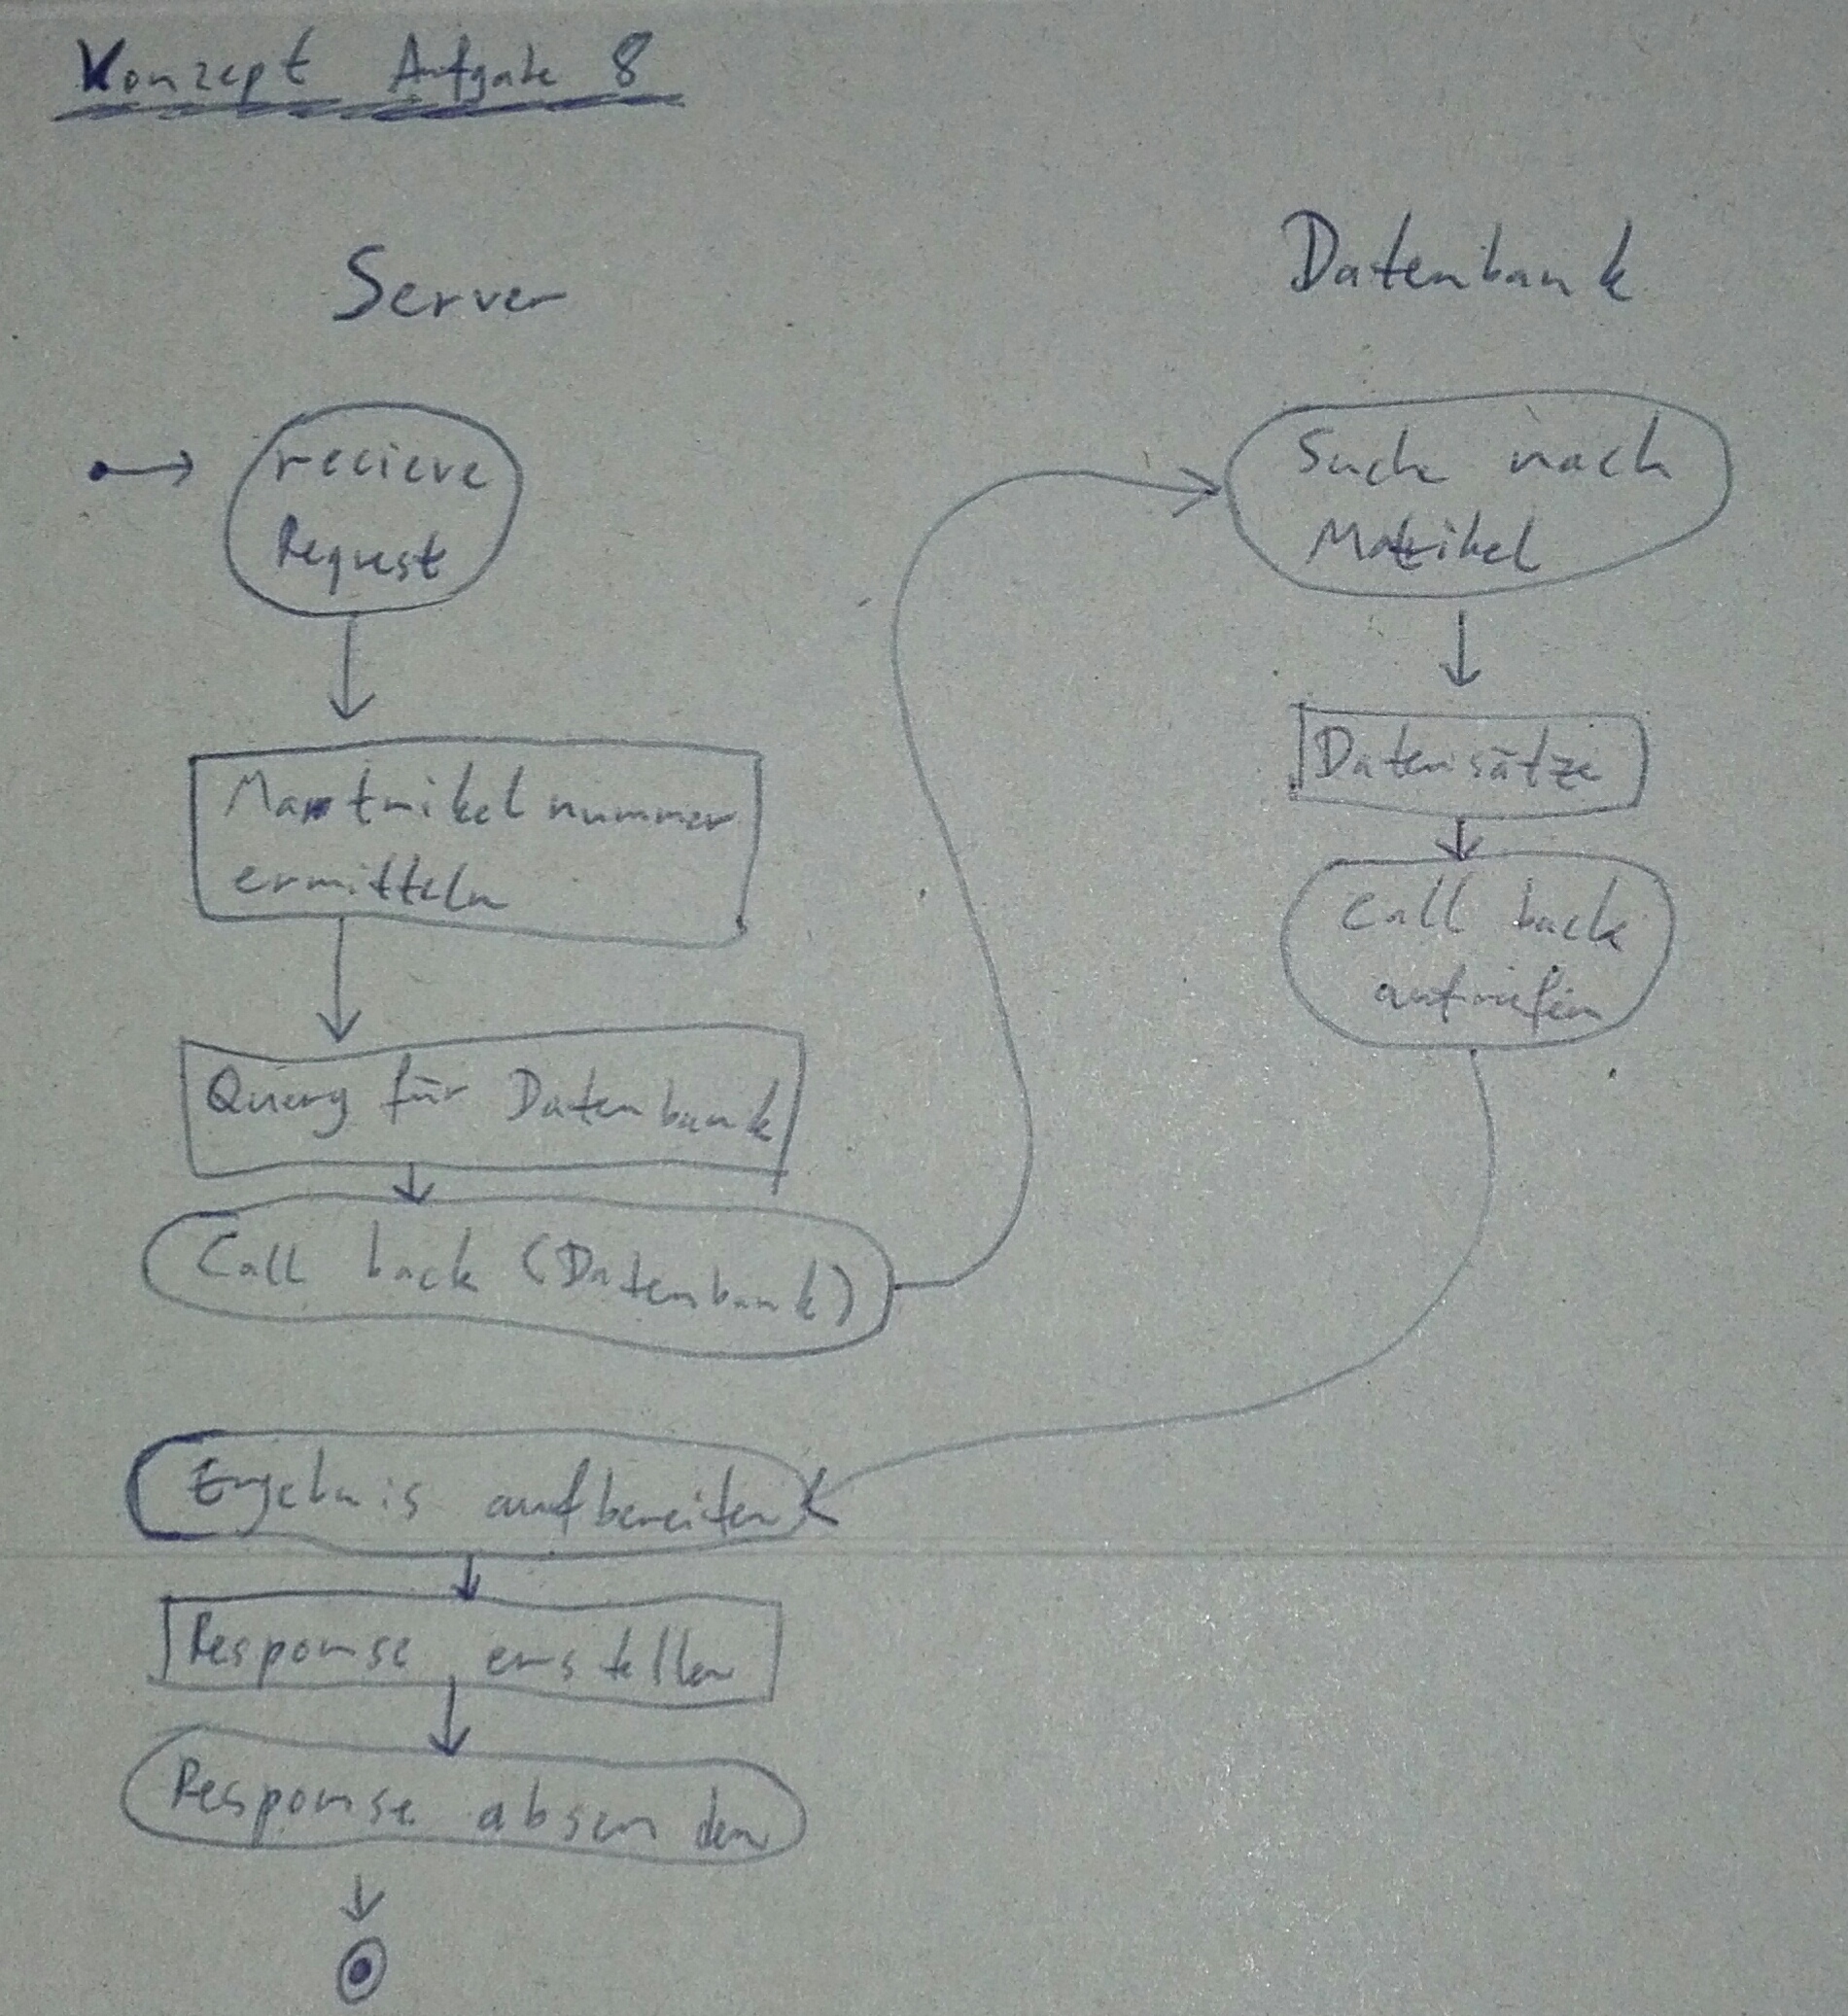 Konzept Aufgabe 8
Server
recieve
Request
Matrikelnummer
ermitteln
Query für Datenbank
Call back (Datenbank)
Ergebnis aufbereiten
Response erstellen
Response absenden
Datenbank
Suche nach
Matrikel
Datensätze
Call back
aufrufen